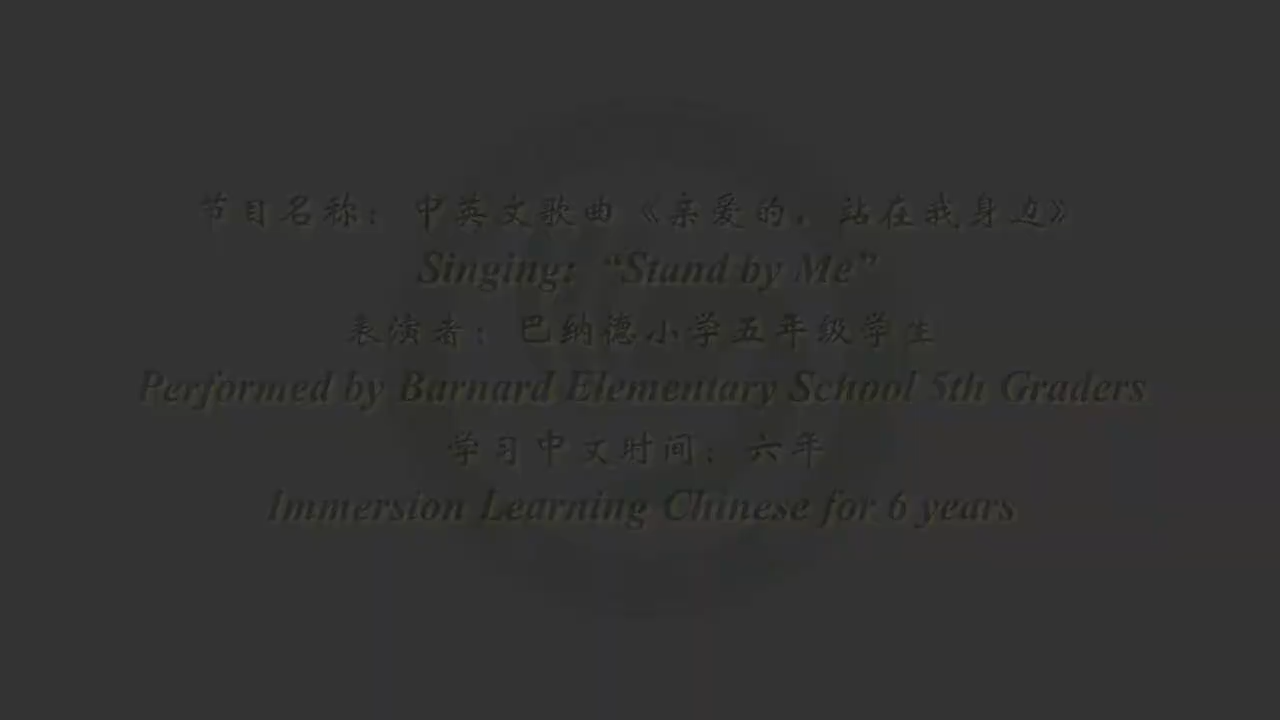 节目名称：中英文歌曲《亲爱的，站在我身边》
Singing: “Stand by Me”
表演者：巴纳德小学五年级学生
Performed by Barnard Elementary School 5th Graders
学习中文时间：六年
Immersion Learning Chinese for 6 years